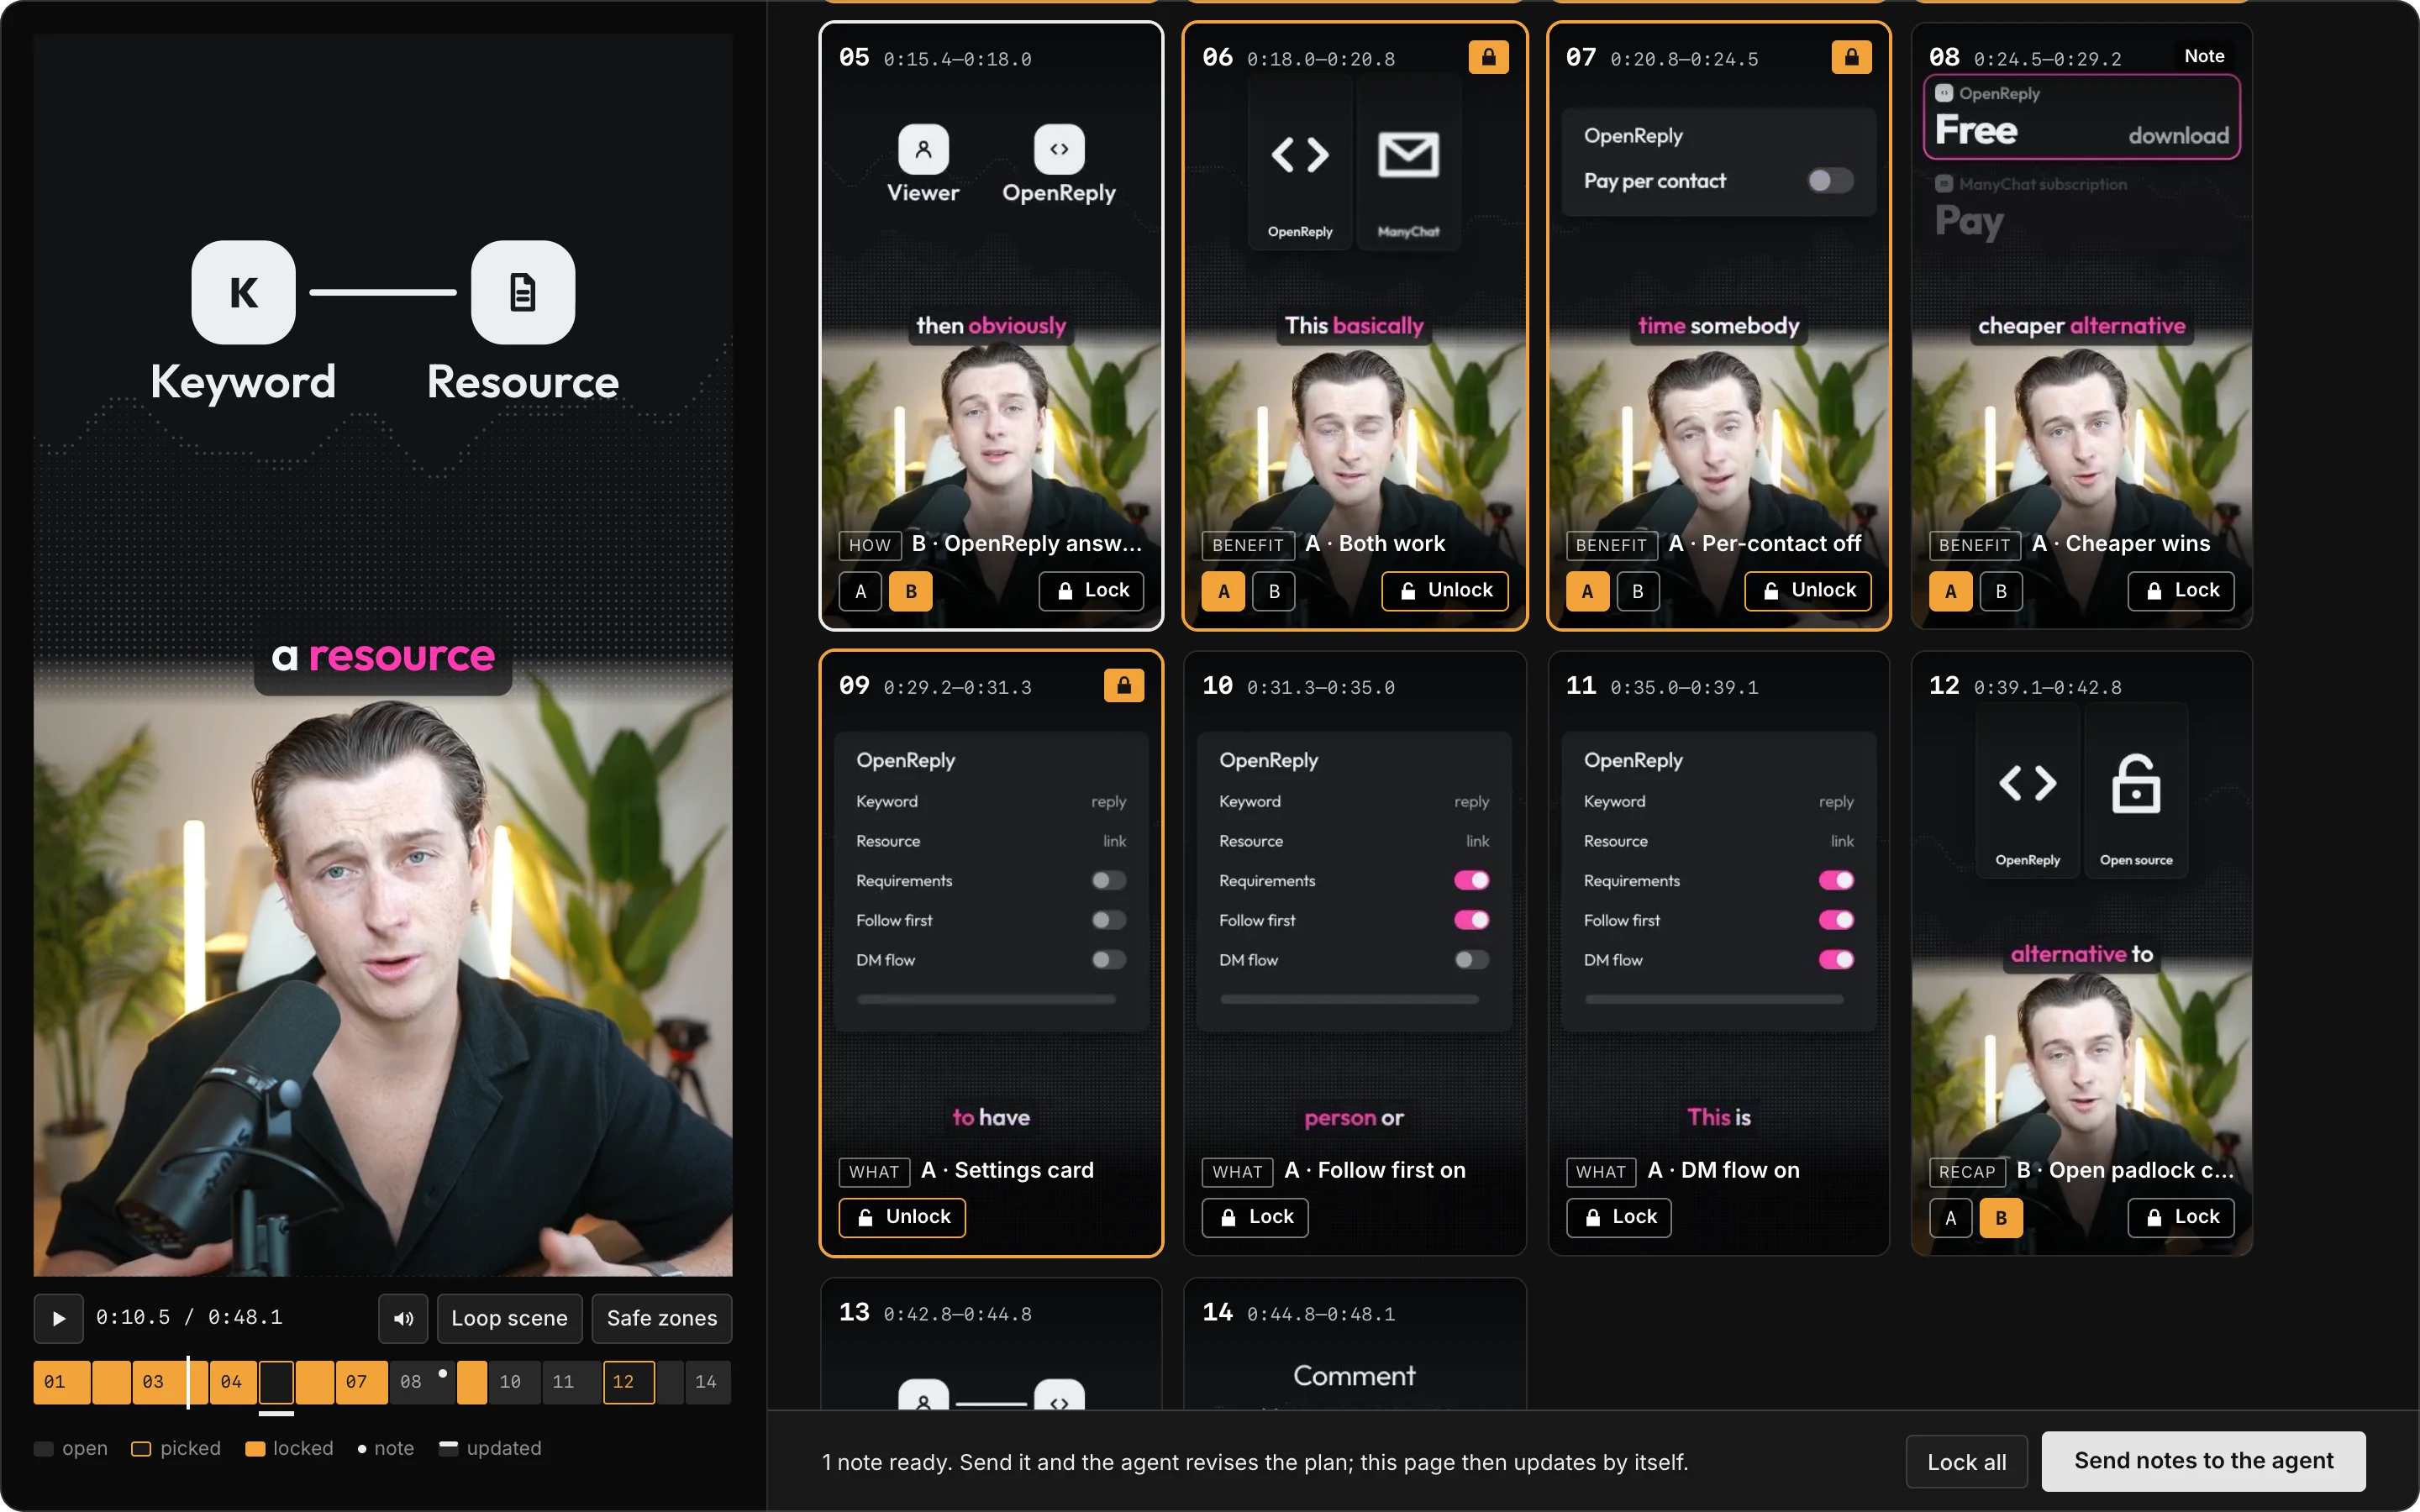 K
Keyword
Resource
a resource
0:10.5 / 0:48.1
Loop scene
Safe zones
01
03
04
07
08
10
11
12
14
open
picked
locked
note
updated
05 0:15.4–0:18.0
Viewer
OpenReply
then obviously
HOW B · OpenReply answ...
A
B
Lock
06 0:18.0–0:20.8
OpenReply
ManyChat
This basically
BENEFIT A · Both work
A
B
Unlock
07 0:20.8–0:24.5
OpenReply
Pay per contact
time somebody
BENEFIT A · Per-contact off
A
B
Unlock
08 0:24.5–0:29.2
Note
OpenReply
Free
download
ManyChat subscription
Pay
cheaper alternative
BENEFIT A · Cheaper wins
A
B
Lock
09 0:29.2–0:31.3
OpenReply
Keyword reply
Resource link
Requirements
Follow first
DM flow
to have
WHAT A · Settings card
Unlock
10 0:31.3–0:35.0
OpenReply
Keyword reply
Resource link
Requirements
Follow first
DM flow
person or
WHAT A · Follow first on
Lock
11 0:35.0–0:39.1
OpenReply
Keyword reply
Resource link
Requirements
Follow first
DM flow
This is
WHAT A · DM flow on
Lock
12 0:39.1–0:42.8
OpenReply
Open source
alternative to
RECAP B · Open padlock c...
A
B
Lock
13 0:42.8–0:44.8
14 0:44.8–0:48.1
Comment
1 note ready. Send it and the agent revises the plan; this page then updates by itself.
Lock all
Send notes to the agent